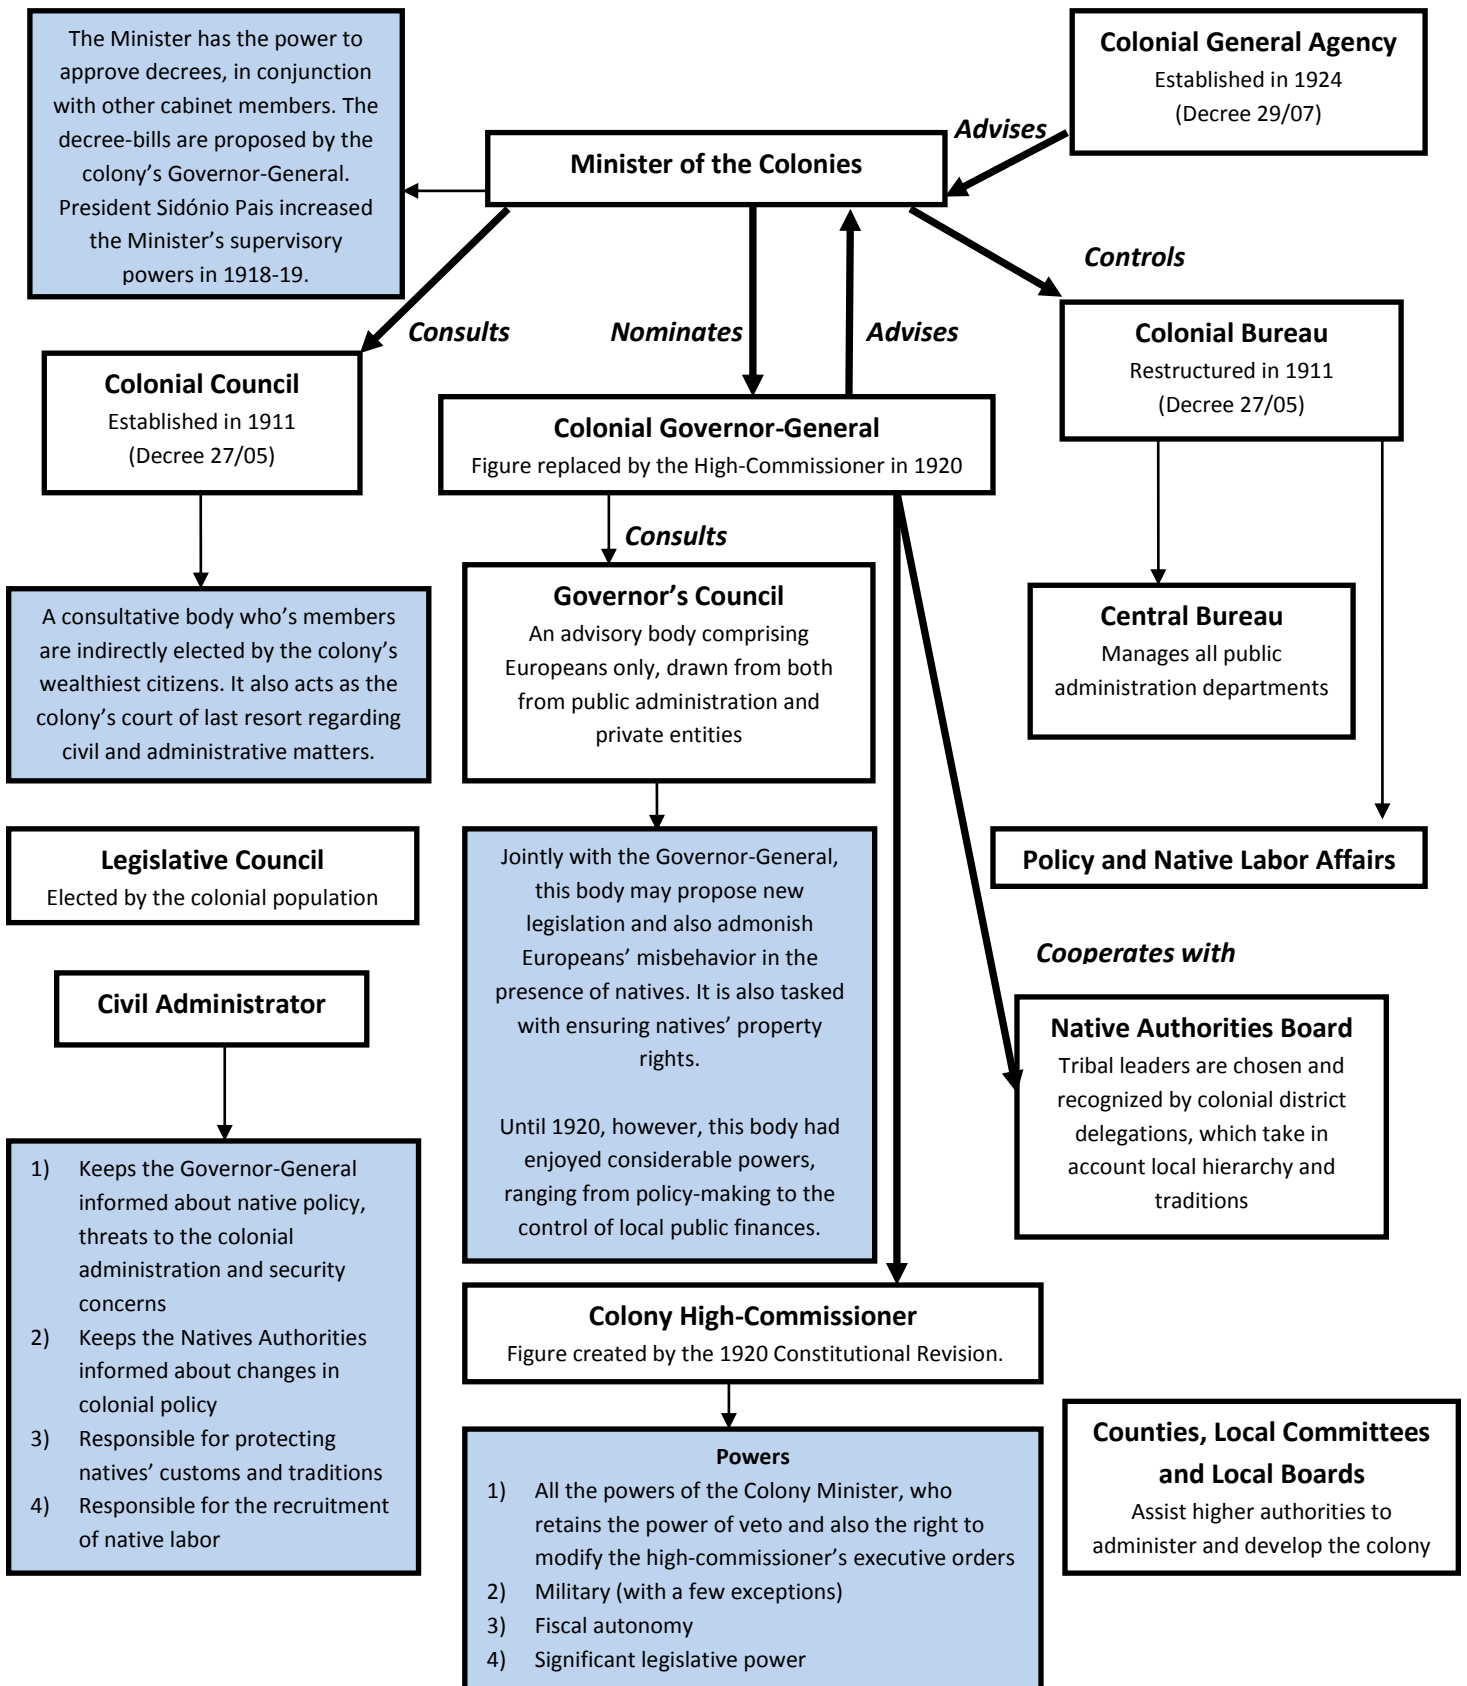 The Minister has the power to
approve decrees, in conjunction
with other cabinet members. The
decree-bills are proposed by the
colony’s Governor-General.
President Sidónio Pais increased
the Minister’s supervisory
powers in 1918-19.
Colonial General Agency
Established in 1924
(Decree 29/07)
Advises
Minister of the Colonies
Controls
Consults
Nominates
Advises
Colonial Council
Established in 1911
(Decree 27/05)
Colonial Governor-General
Figure replaced by the High-Commissioner in 1920
Colonial Bureau
Restructured in 1911
(Decree 27/05)
Consults
A consultative body who’s members
are indirectly elected by the colony’s
wealthiest citizens. It also acts as the
colony’s court of last resort regarding
civil and administrative matters.
Governor’s Council
An advisory body comprising
Europeans only, drawn from both
from public administration and
private entities
Central Bureau
Manages all public
administration departments
Legislative Council
Elected by the colonial population
Jointly with the Governor-General,
this body may propose new
legislation and also admonish
Europeans’ misbehavior in the
presence of natives. It is also tasked
with ensuring natives’ property
rights.
Until 1920, however, this body had
enjoyed considerable powers,
ranging from policy-making to the
control of local public finances.
Policy and Native Labor Affairs
Cooperates with
Civil Administrator
Native Authorities Board
Tribal leaders are chosen and
recognized by colonial district
delegations, which take in
account local hierarchy and
traditions
1) Keeps the Governor-General
informed about native policy,
threats to the colonial
administration and security
concerns
2) Keeps the Natives Authorities
informed about changes in
colonial policy
3) Responsible for protecting
natives’ customs and traditions
4) Responsible for the recruitment
of native labor
Colony High-Commissioner
Figure created by the 1920 Constitutional Revision.
Powers
1) All the powers of the Colony Minister, who
retains the power of veto and also the right to
modify the high-commissioner’s executive orders
2) Military (with a few exceptions)
3) Fiscal autonomy
4) Significant legislative power
Counties, Local Committees
and Local Boards
Assist higher authorities to
administer and develop the colony